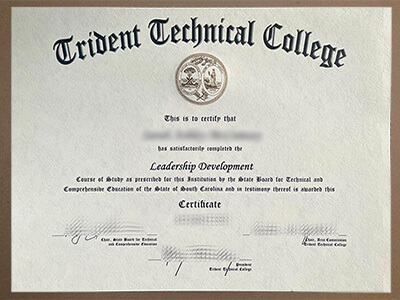 Trident Technical College
This is to certify that
has satisfactorily completed the
Leadership Development
Course of Study as prescribed for this Institution by the State Board for Technical and
Comprehensive Education of the State of South Carolina and in testimony thereof is awarded this
Certificate
Chair, State Board for Technical
and Comprehensive Education
Chair, Area Commission
Trident Technical College
President
Trident Technical College